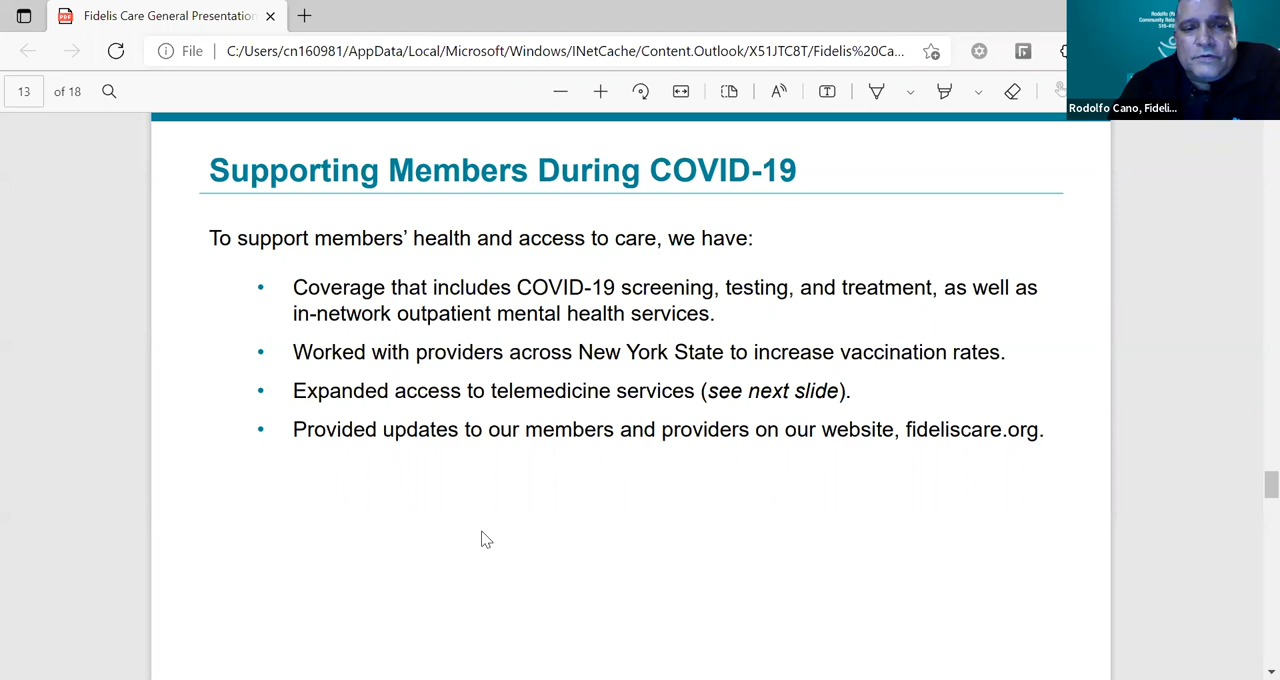 Fidelis Care General Presentation
File
C:/Users/cn160981/AppData/Local/Microsoft/Windows/INetCache/Content.Outlook/X51JTC8T/Fidelis%20Ca...
13 of 18
Rodolfo
Community Rela
516-
Rodolfo Cano, Fideli...
Supporting Members During COVID-19
To support members’ health and access to care, we have:
• Coverage that includes COVID-19 screening, testing, and treatment, as well as
in-network outpatient mental health services.
• Worked with providers across New York State to increase vaccination rates.
• Expanded access to telemedicine services (see next slide).
• Provided updates to our members and providers on our website, fideliscare.org.